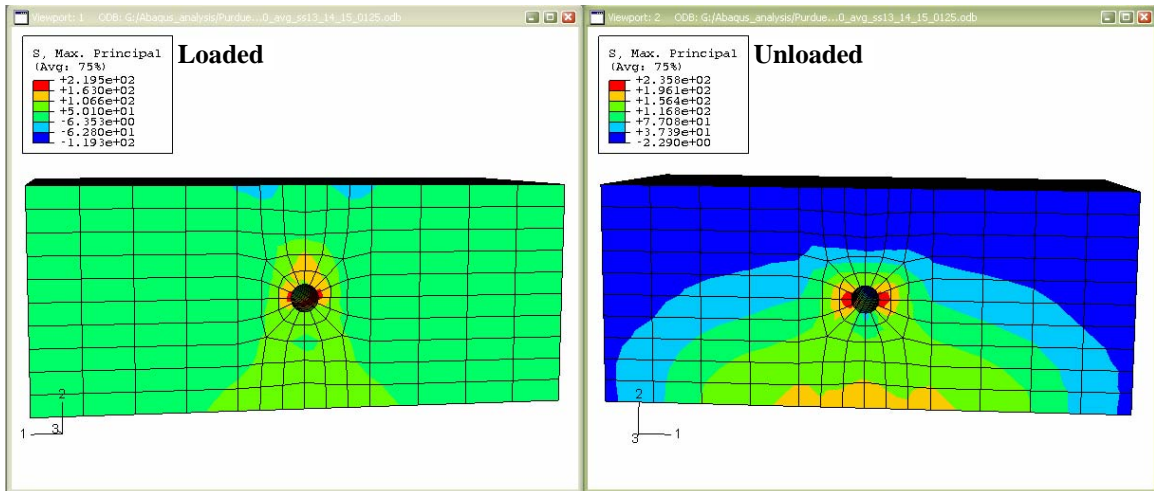 Viewport: 1 ODB: G:/Abaqus_analysis/Purdue...0_avg_ss13_14_15_0125.odb
S, Max. Principal
(Avg: 75%)
+2.195e+02
+1.630e+02
+1.066e+02
+5.010e+01
-6.353e+00
-6.280e+01
-1.193e+02
Loaded
2
1
3
Viewport: 2 ODB: G:/Abaqus_analysis/Purdue...0_avg_ss13_14_15_0125.odb
S, Max. Principal
(Avg: 75%)
+2.358e+02
+1.961e+02
+1.564e+02
+1.168e+02
+7.708e+01
+3.739e+01
-2.290e+00
Unloaded
2
3
1